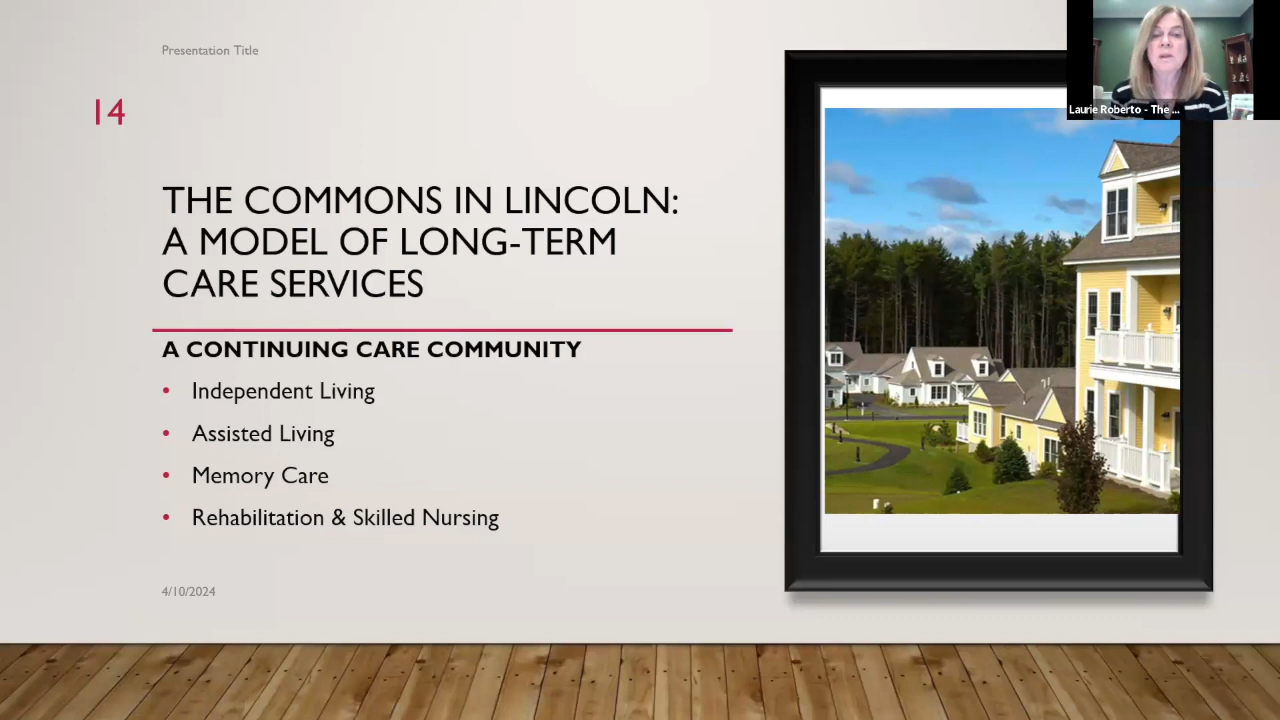 Presentation Title
14
THE COMMONS IN LINCOLN:
A MODEL OF LONG-TERM
CARE SERVICES
A CONTINUING CARE COMMUNITY
• Independent Living
• Assisted Living
• Memory Care
• Rehabilitation & Skilled Nursing
4/10/2024
Laurie Roberto - The ...